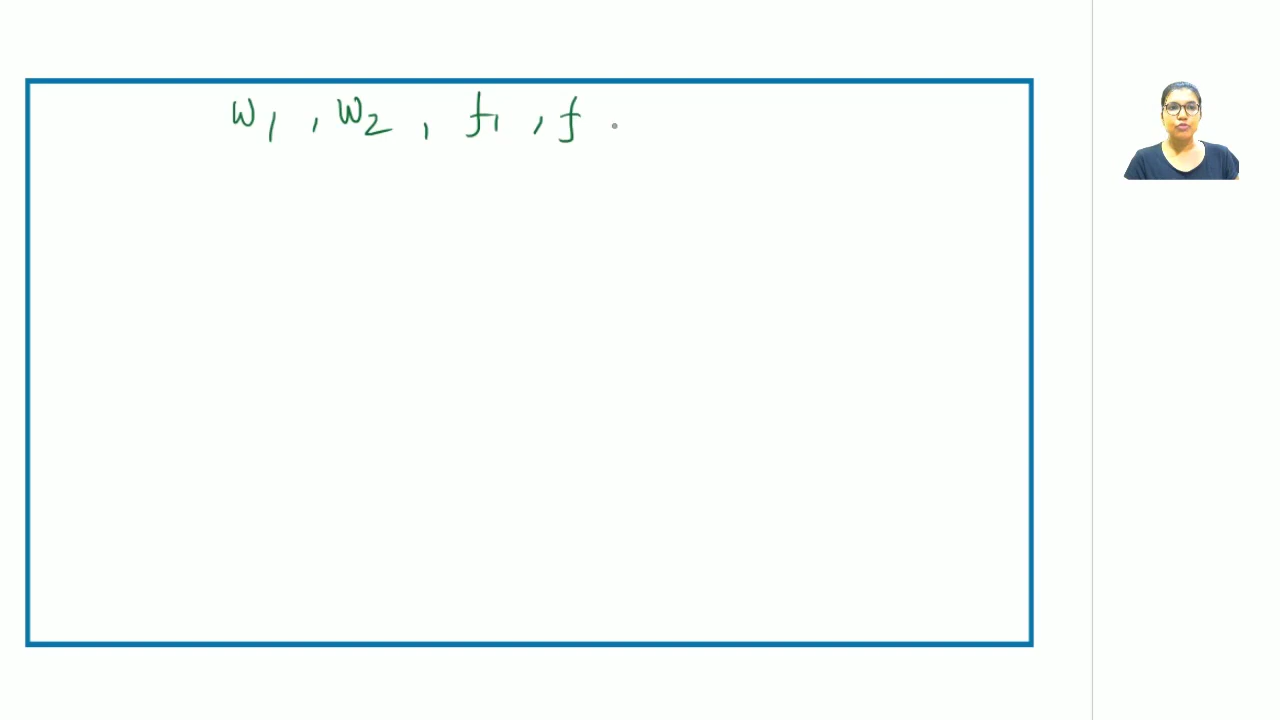 w1 , w2 , f1 , f